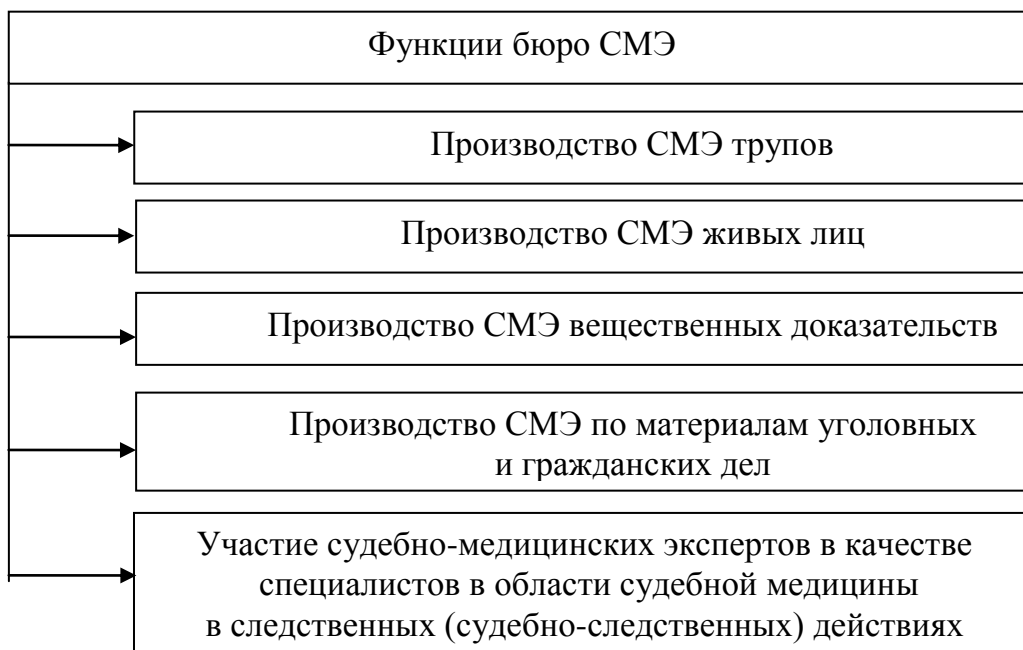 Функции бюро СМЭ
Производство СМЭ трупов
Производство СМЭ живых лиц
Производство СМЭ вещественных доказательств
Производство СМЭ по материалам уголовных
и гражданских дел
Участие судебно-медицинских экспертов в качестве
специалистов в области судебной медицины
в следственных (судебно-следственных) действиях